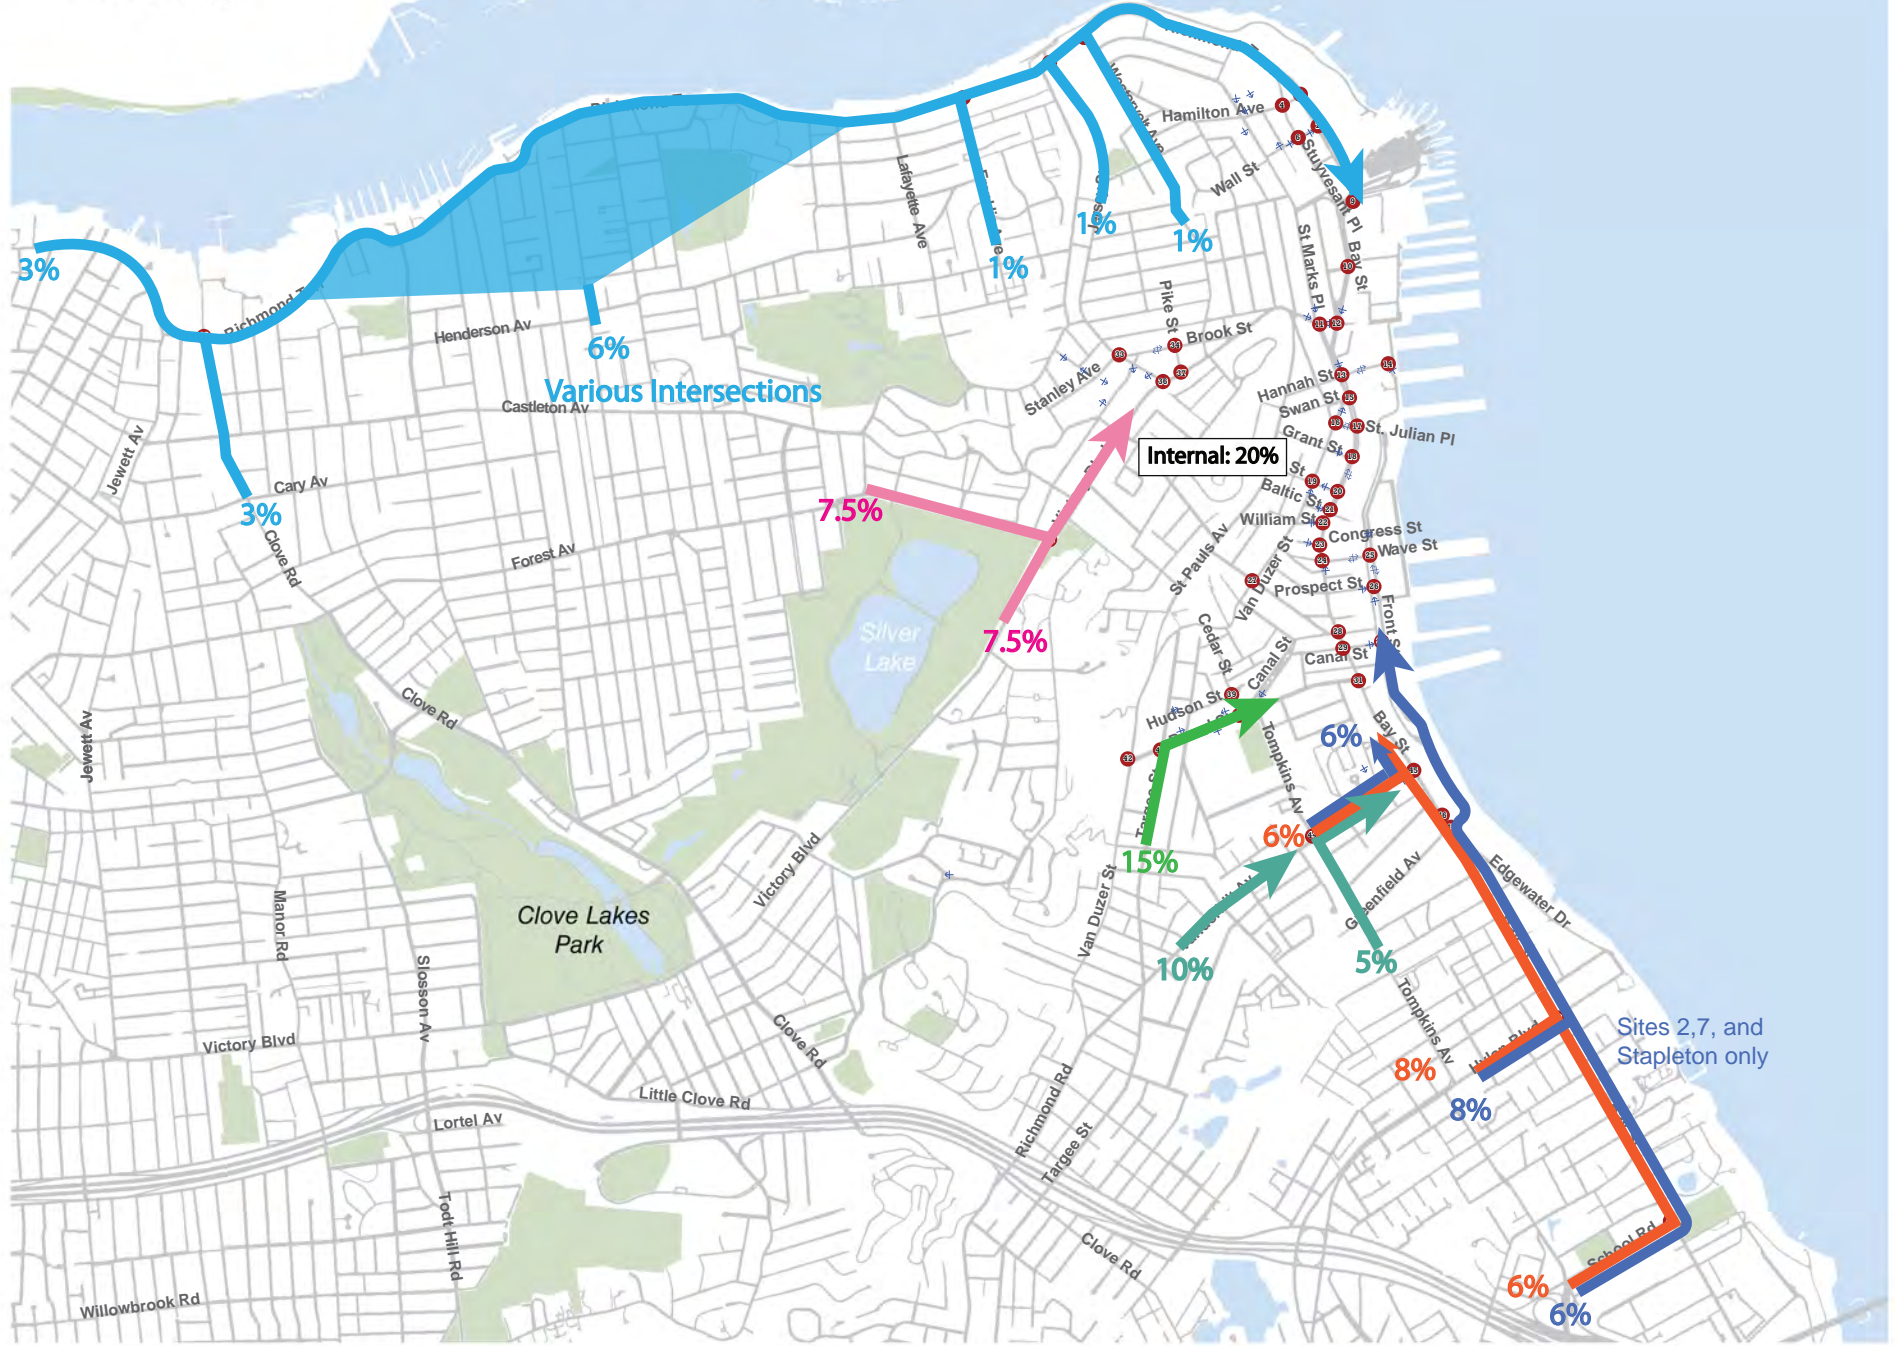 Hamilton Ave
Wall St
Stuyvesant Pl
Lafayette Ave
3%
1%
1%
1%
St Marks Pl
Bay St
Richmond T
Henderson Av
6%
Various Intersections
Castleton Av
Pike St
Brook St
Stanley Ave
Hannah St
Swan St
St. Julian Pl
Grant St
St
Internal: 20%
Jewett Av
Cary Av
3%
Clove Rd
7.5%
Baltic St
William St
Congress St
Wave St
Forest Av
St Pauls Av
Van Duzer St
Prospect St
Front S
Silver
Lake
7.5%
Cedar St
Canal St
Canal St
Clove Rd
Hudson St
Jewett Av
Tompkins Av
Bay St
6%
6%
15%
Victory Blvd
Greenfield Av
Edgewater Dr
Manor Rd
Clove Lakes
Park
Van Duzer St
10%
5%
Slosson Av
Tompkins Av
Victory Blvd
Clove Rd
Sites 2,7, and
Stapleton only
8%
8%
Little Clove Rd
Lortel Av
Richmond Rd
Targee St
Todt Hill Rd
Clove Rd
School Rd
6%
6%
Willowbrook Rd